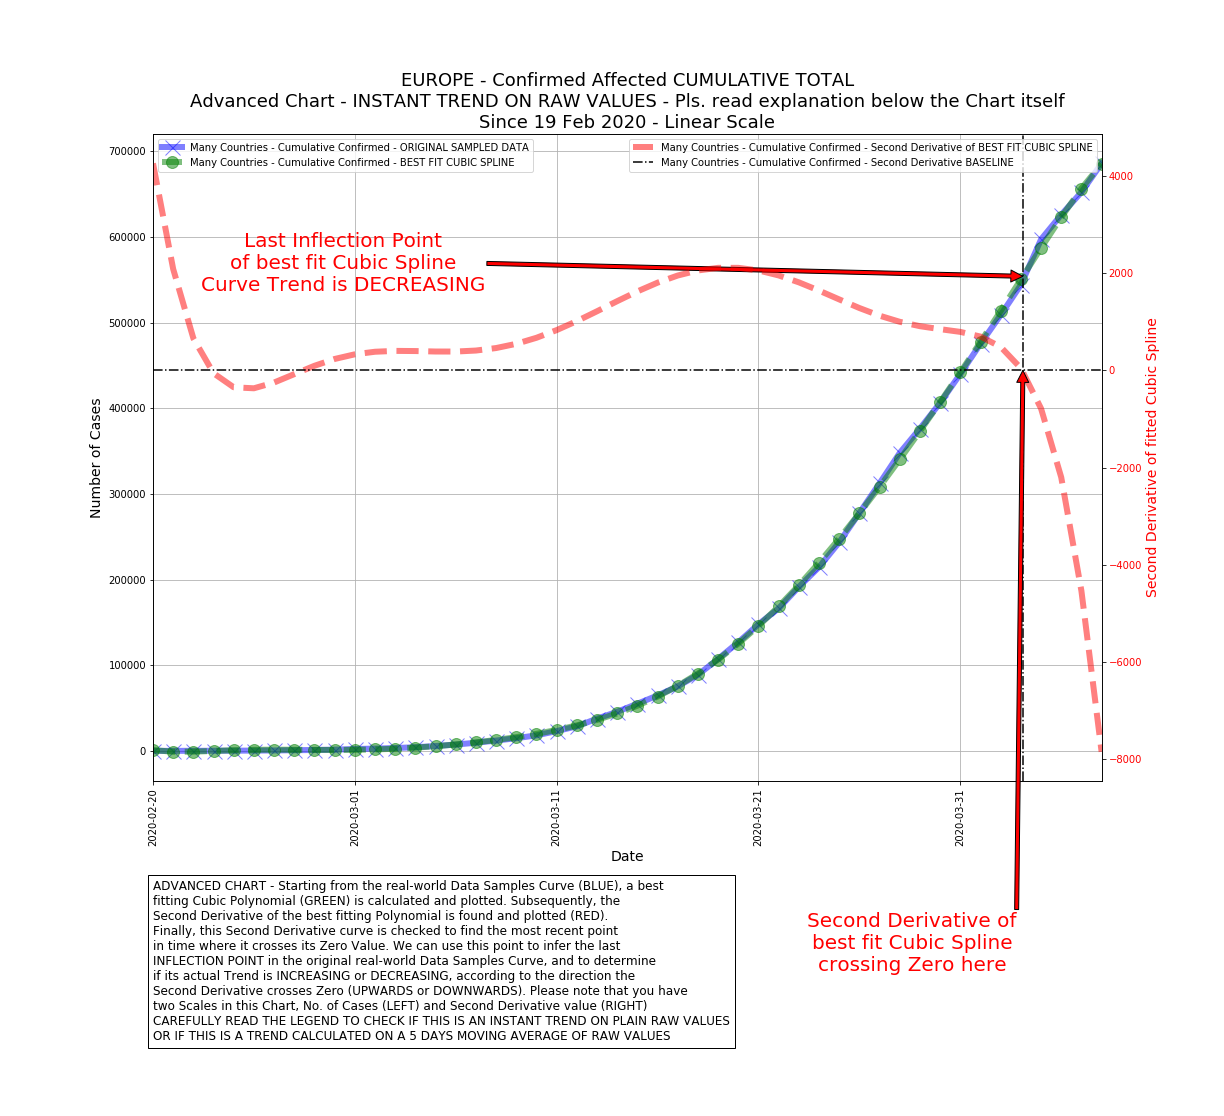 EUROPE - Confirmed Affected CUMULATIVE TOTAL
Advanced Chart - INSTANT TREND ON RAW VALUES - Pls. read explanation below the Chart itself
Since 19 Feb 2020 - Linear Scale
Many Countries - Cumulative Confirmed - ORIGINAL SAMPLED DATA
Many Countries - Cumulative Confirmed - BEST FIT CUBIC SPLINE
Many Countries - Cumulative Confirmed - Second Derivative of BEST FIT CUBIC SPLINE
Many Countries - Cumulative Confirmed - Second Derivative BASELINE
Last Inflection Point
of best fit Cubic Spline
Curve Trend is DECREASING
Number of Cases
700000
600000
500000
400000
300000
200000
100000
0
4000
2000
0
−2000
−4000
−6000
−8000
Second Derivative of fitted Cubic Spline
2020-02-20
2020-03-01
2020-03-11
2020-03-21
2020-03-31
Date
ADVANCED CHART - Starting from the real-world Data Samples Curve (BLUE), a best
fitting Cubic Polynomial (GREEN) is calculated and plotted. Subsequently, the
Second Derivative of the best fitting Polynomial is found and plotted (RED).
Finally, this Second Derivative curve is checked to find the most recent point
in time where it crosses its Zero Value. We can use this point to infer the last
INFLECTION POINT in the original real-world Data Samples Curve, and to determine
if its actual Trend is INCREASING or DECREASING, according to the direction the
Second Derivative crosses Zero (UPWARDS or DOWNWARDS). Please note that you have
two Scales in this Chart, No. of Cases (LEFT) and Second Derivative value (RIGHT)
CAREFULLY READ THE LEGEND TO CHECK IF THIS IS AN INSTANT TREND ON PLAIN RAW VALUES
OR IF THIS IS A TREND CALCULATED ON A 5 DAYS MOVING AVERAGE OF RAW VALUES
Second Derivative of
best fit Cubic Spline
crossing Zero here